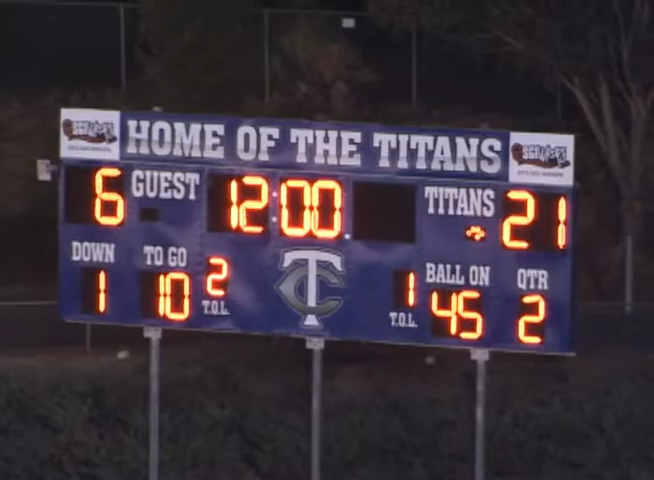 HOME OF THE TITANS
6 GUEST 12:00 TITANS 21
DOWN TO GO BALL ON QTR
1 10 2 1 45 2
T.O.L. T.O.L.
TC